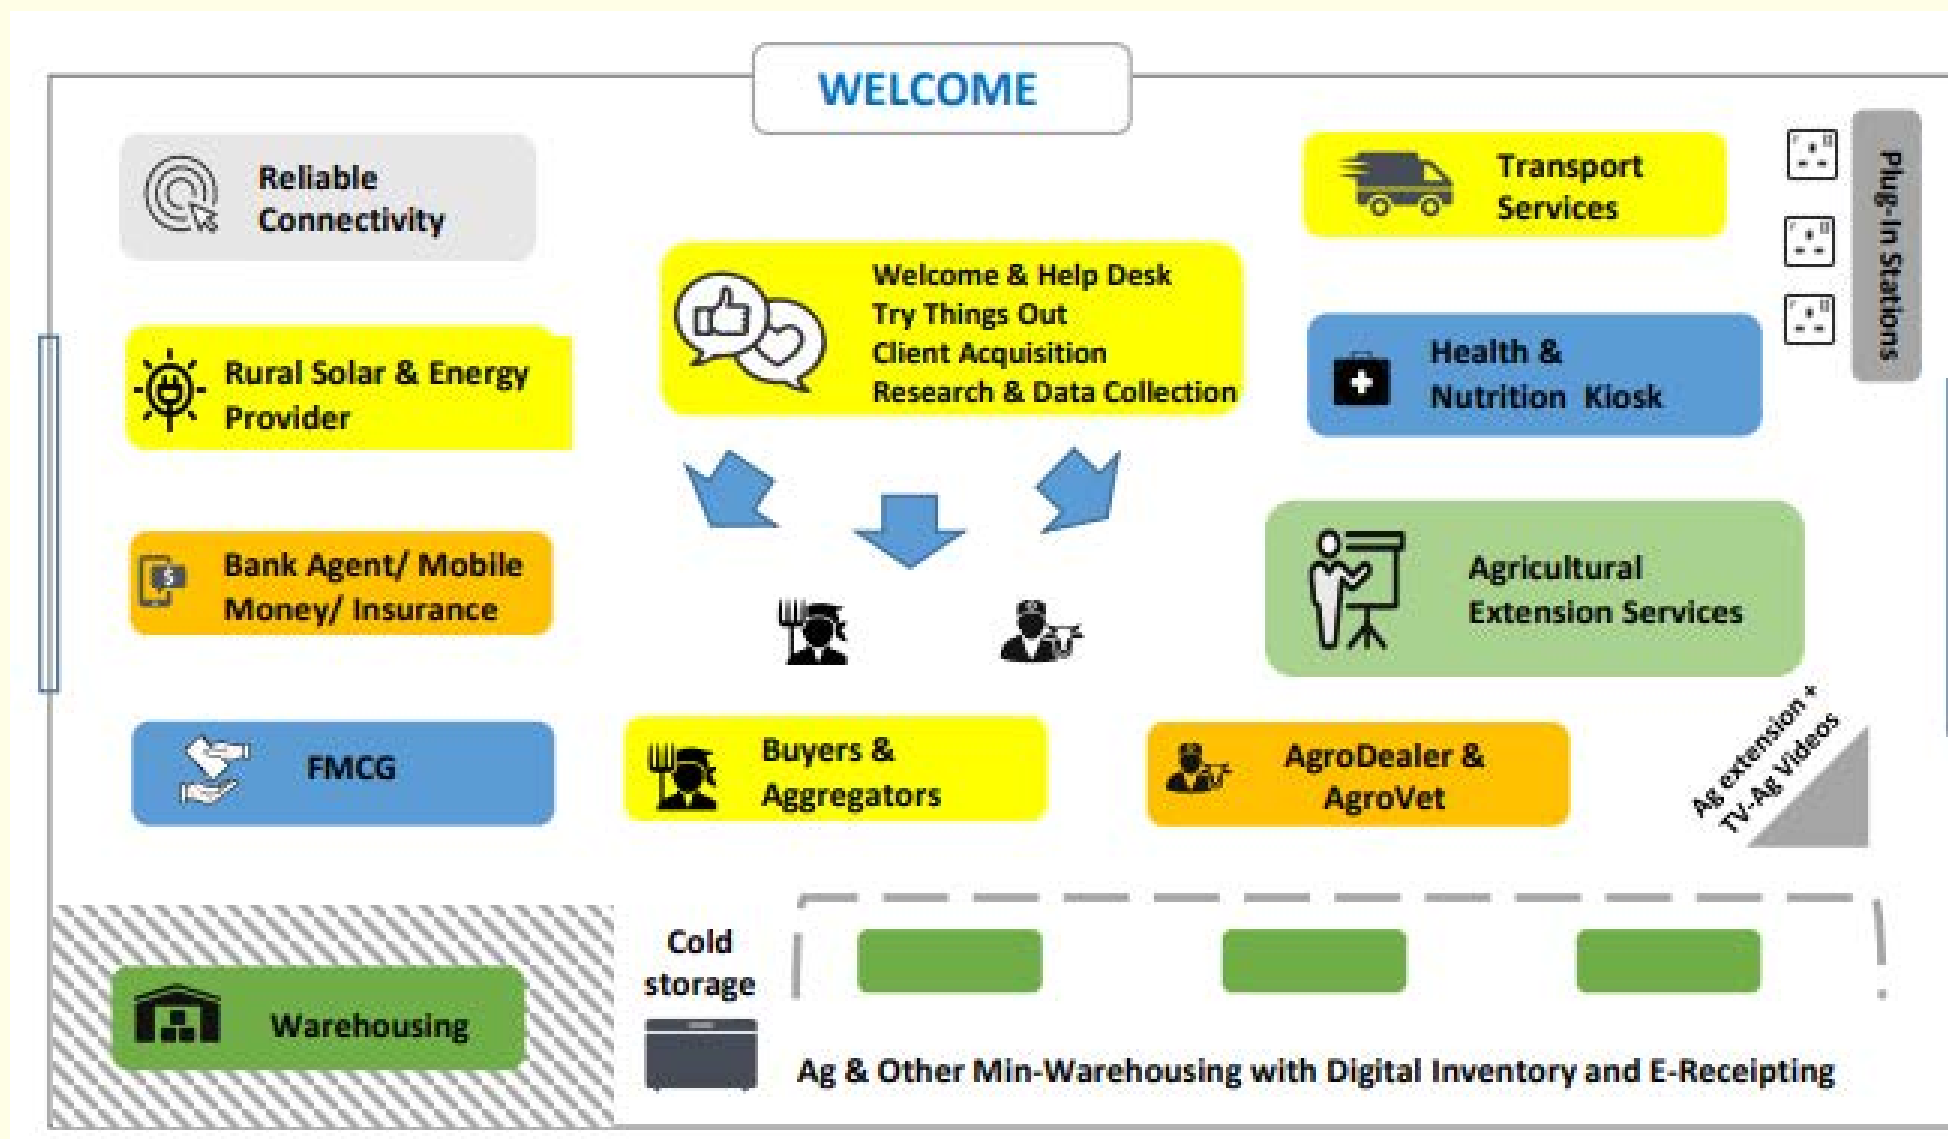 WELCOME
Reliable
Connectivity
Transport
Services
Plug-In Stations
Welcome & Help Desk
Try Things Out
Client Acquisition
Research & Data Collection
Rural Solar & Energy
Provider
Health &
Nutrition Kiosk
Bank Agent/ Mobile
Money/ Insurance
$
Agricultural
Extension Services
FMCG
Buyers &
Aggregators
AgroDealer &
AgroVet
Ag extension +
TV-Ag Videos
Warehousing
Cold
storage
Ag & Other Min-Warehousing with Digital Inventory and E-Receipting